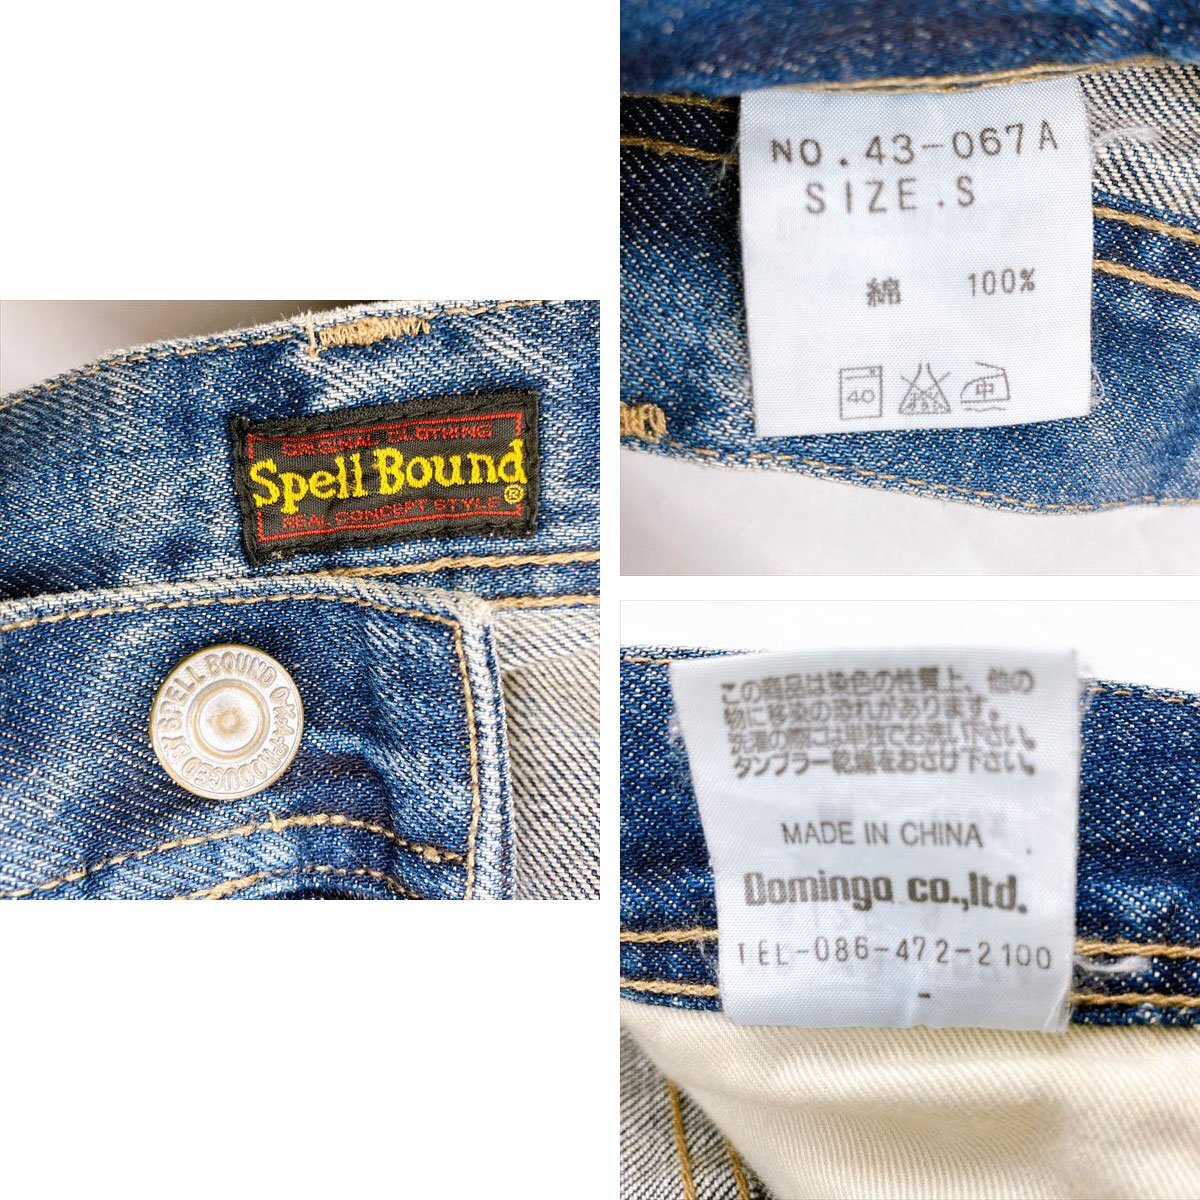 ORIGINAL CLOTHING
Spell Bound®
REAL CONCEPT STYLE
SPELL BOUND
PRODUCED BY
NO.43-067A
SIZE.S
綿 100%
40
中
この商品は染色の性質上、他の
物に移染の恐れがあります。
洗濯の際には単独でお洗い下さい。
タンブラー乾燥をおさけ下さい。
MADE IN CHINA
Domingo co.,ltd.
TEL-086-472-2100
-